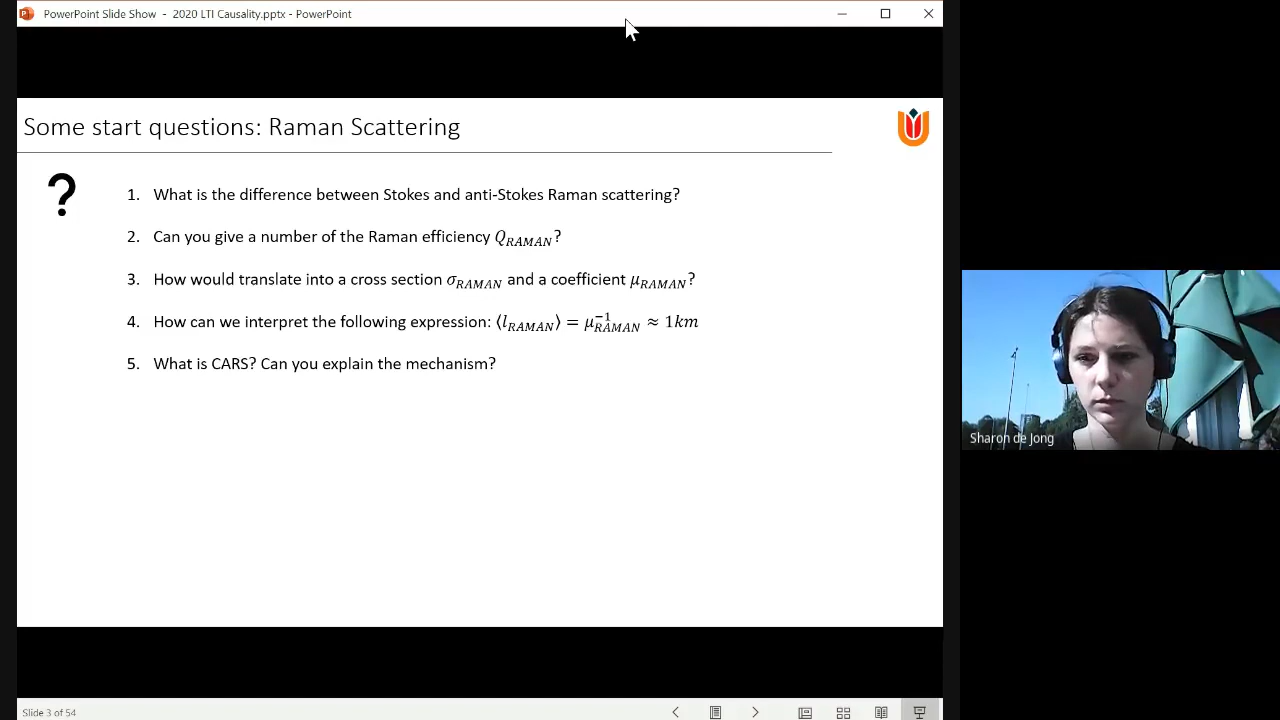 PowerPoint Slide Show - 2020 LTI Causality.pptx - PowerPoint
Some start questions: Raman Scattering
?
1. What is the difference between Stokes and anti-Stokes Raman scattering?
2. Can you give a number of the Raman efficiency Q_RAMAN?
3. How would translate into a cross section σ_RAMAN and a coefficient μ_RAMAN?
4. How can we interpret the following expression: ⟨l_RAMAN⟩ = μ_RAMAN^−1 ≈ 1km
5. What is CARS? Can you explain the mechanism?
Sharon de Jong
Slide 3 of 54